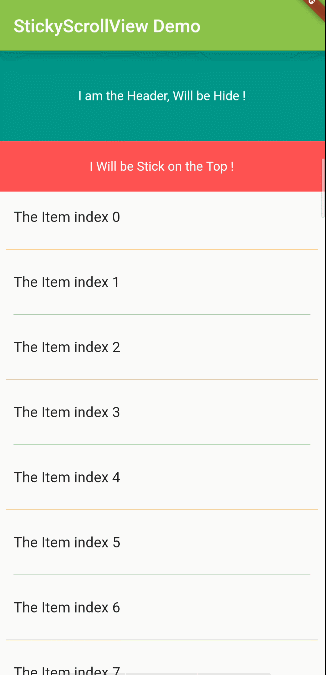 StickyScrollView Demo
I am the Header, Will be Hide !
I Will be Stick on the Top !
The Item index 0
The Item index 1
The Item index 2
The Item index 3
The Item index 4
The Item index 5
The Item index 6
The Item index 7